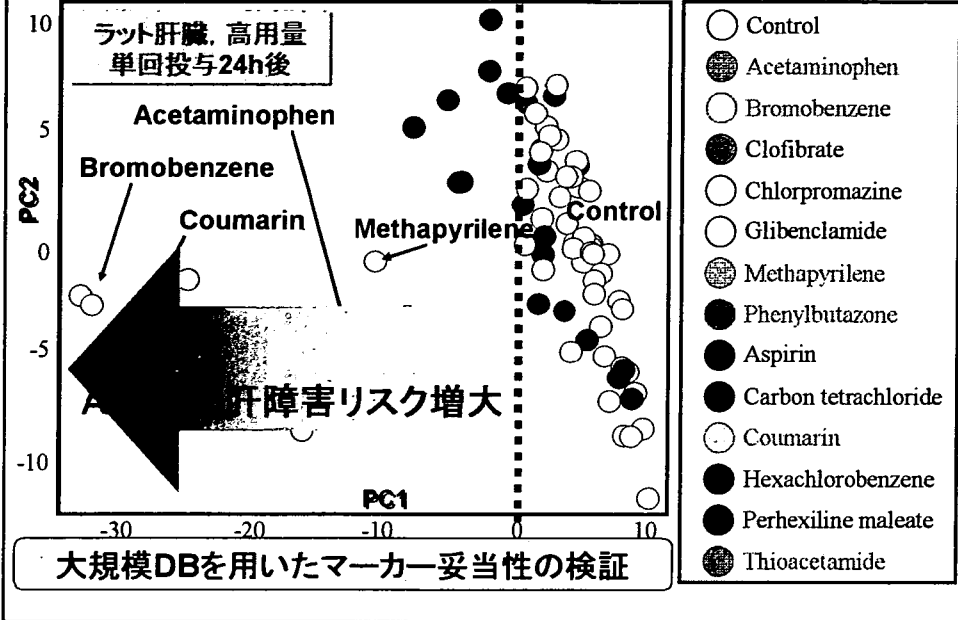 10
ラット肝臓, 高用量
単回投与24h後
Acetaminophen
5
Bromobenzene
PC2
Coumarin
Methapyrilene
Control
0
-5
肝障害リスク増大
-10
PC1
-30
-20
-10
0
10
大規模DBを用いたマーカー妥当性の検証
Control
Acetaminophen
Bromobenzene
Clofibrate
Chlorpromazine
Glibenclamide
Methapyrilene
Phenylbutazone
Aspirin
Carbon tetrachloride
Coumarin
Hexachlorobenzene
Perhexiline maleate
Thioacetamide